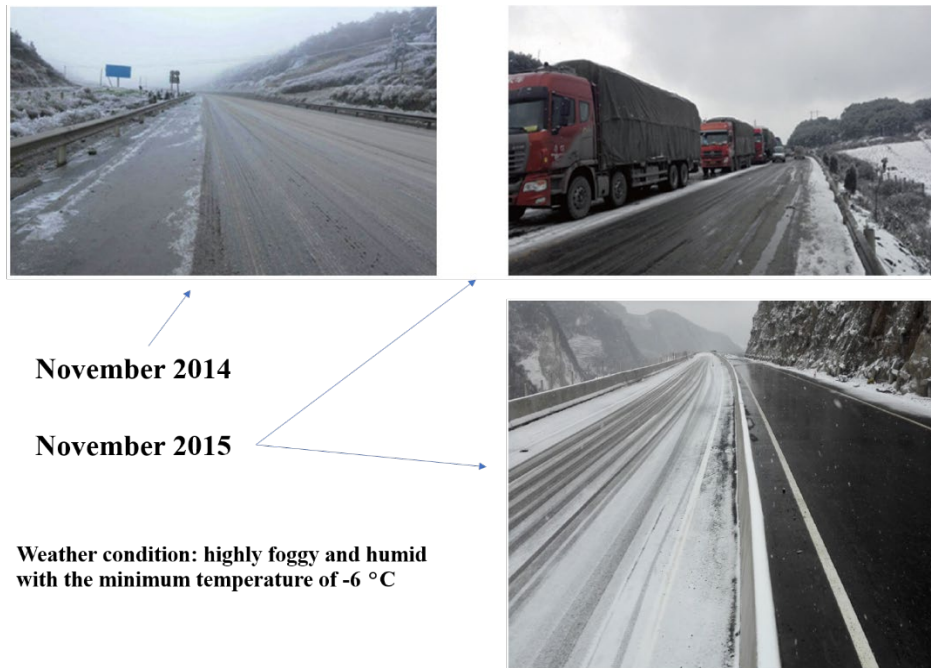 November 2014
November 2015
Weather condition: highly foggy and humid
with the minimum temperature of -6 °C